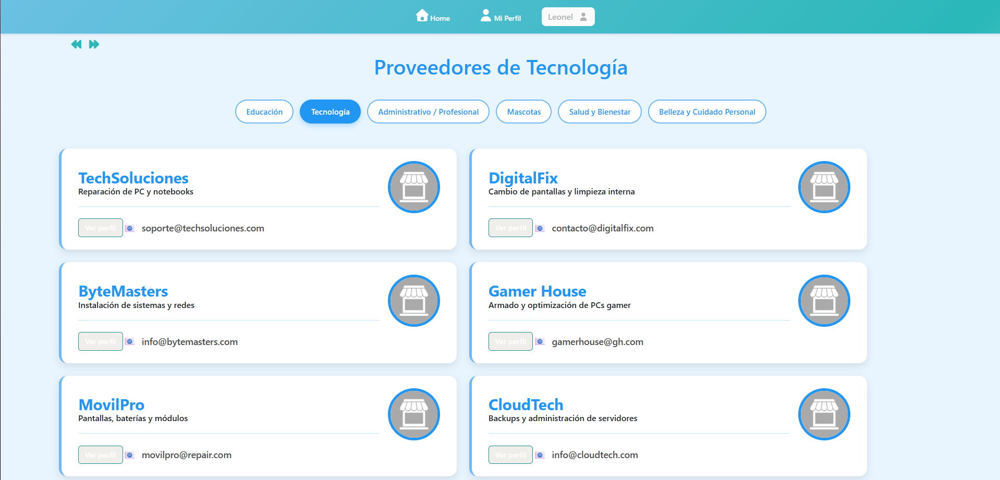 Home Mi Perfil Leonel
Proveedores de Tecnología
Educación Tecnología Administrativo / Profesional Mascotas Salud y Bienestar Belleza y Cuidado Personal
TechSoluciones
Reparación de PC y notebooks
Ver perfil soporte@techsoluciones.com
DigitalFix
Cambio de pantallas y limpieza interna
Ver perfil contacto@digitalfix.com
ByteMasters
Instalación de sistemas y redes
Ver perfil info@bytemasters.com
Gamer House
Armado y optimización de PCs gamer
Ver perfil gamerhouse@gh.com
MovilPro
Pantallas, baterías y módulos
Ver perfil movilpro@repair.com
CloudTech
Backups y administración de servidores
Ver perfil info@cloudtech.com